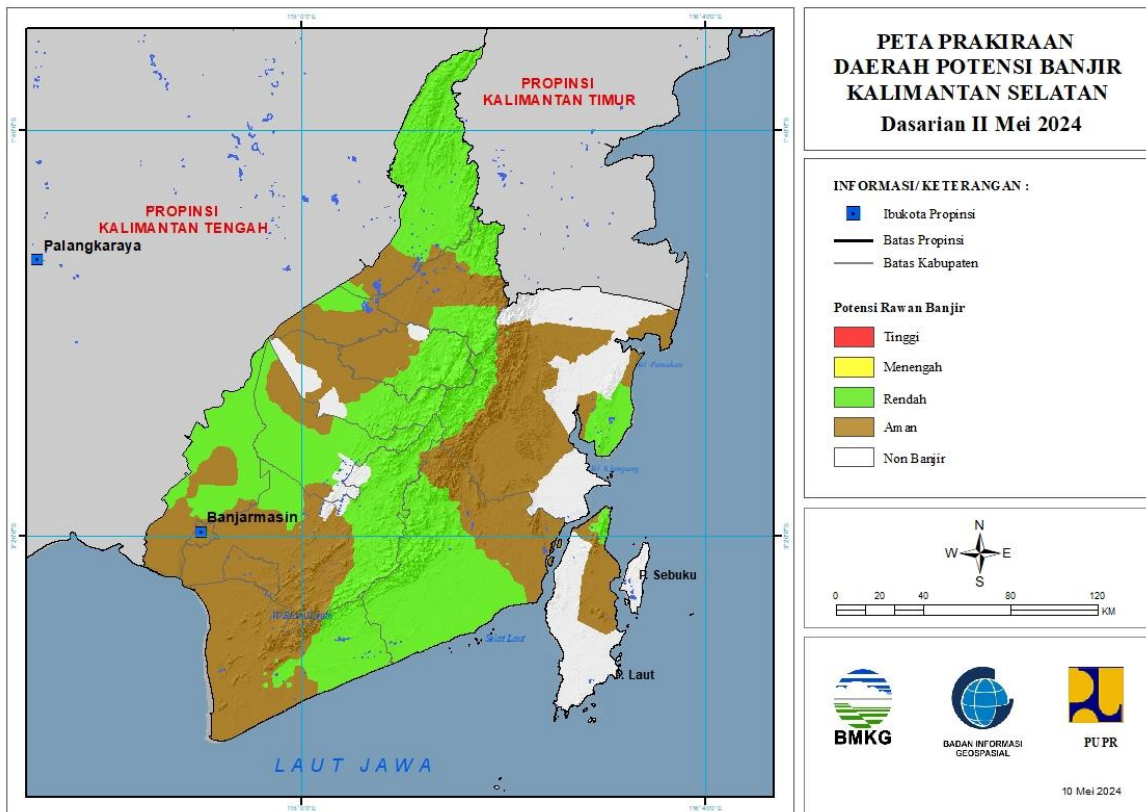 PETA PRAKIRAAN
DAERAH POTENSI BANJIR
KALIMANTAN SELATAN
Dasarian II Mei 2024
INFORMASI/ KETERANGAN :
Ibukota Propinsi
Batas Propinsi
Batas Kabupaten
Potensi Rawan Banjir
Tinggi
Menengah
Rendah
Aman
Non Banjir
N
W E
S
0 20 40 80 120
KM
BMKG
BADAN INFORMASI
GEOSPASIAL
PUPR
10 Mei 2024
PROPINSI
KALIMANTAN TIMUR
PROPINSI
KALIMANTAN TENGAH
Palangkaraya
Banjarmasin
P. Sebuku
Selat Laut
P. Laut
LAUT JAWA